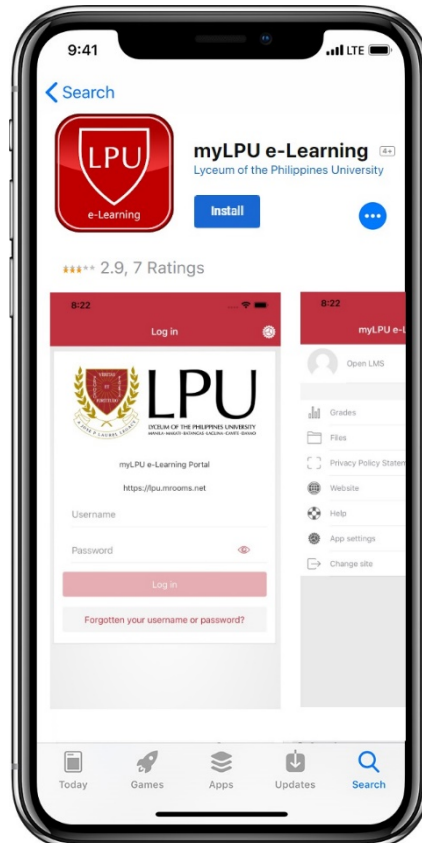 9:41
LTE
Search
LPU
e-Learning
myLPU e-Learning 4+
Lyceum of the Philippines University
Install
2.9, 7 Ratings
8:22
Log in
LPU
LYCEUM OF THE PHILIPPINES UNIVERSITY
MANILA • MAKATI • BATANGAS • LAGUNA • CAVITE • DAVAO
myLPU e-Learning Portal
https://lpu.mrooms.net
Username
Password
Log in
Forgotten your username or password?
8:22
myLPU e-L
Open LMS
Grades
Files
Privacy Policy Statem
Website
Help
App settings
Change site
Today
Games
Apps
Updates
Search